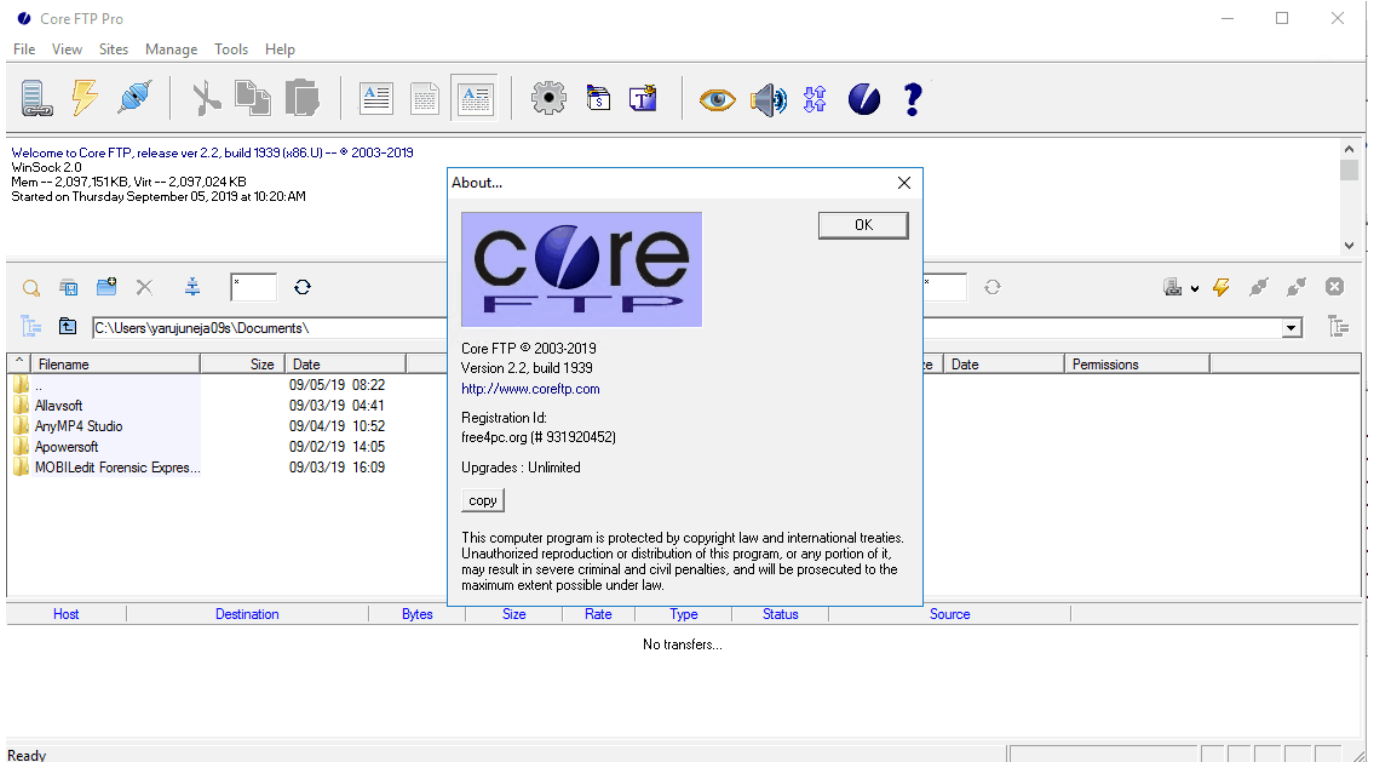 Core FTP Pro
File View Sites Manage Tools Help
Welcome to Core FTP, release ver 2.2, build 1939 (x86.U) -- © 2003-2019
WinSock 2.0
Mem -- 2,097,151 KB, Virt -- 2,097,024 KB
Started on Thursday September 05, 2019 at 10:20:AM
About...
OK
core
FTP
Core FTP © 2003-2019
Version 2.2, build 1939
http://www.coreftp.com
Registration Id:
free4pc.org (# 931920452)
Upgrades : Unlimited
copy
This computer program is protected by copyright law and international treaties.
Unauthorized reproduction or distribution of this program, or any portion of it,
may result in severe criminal and civil penalties, and will be prosecuted to the
maximum extent possible under law.
C:\Users\yarujuneja09s\Documents\
Filename Size Date
.. 09/05/19 08:22
Allavsoft 09/03/19 04:41
AnyMP4 Studio 09/04/19 10:52
Apowersoft 09/02/19 14:05
MOBILedit Forensic Expres... 09/03/19 16:09
Date Permissions
Host Destination Bytes Size Rate Type Status Source
No transfers...
Ready